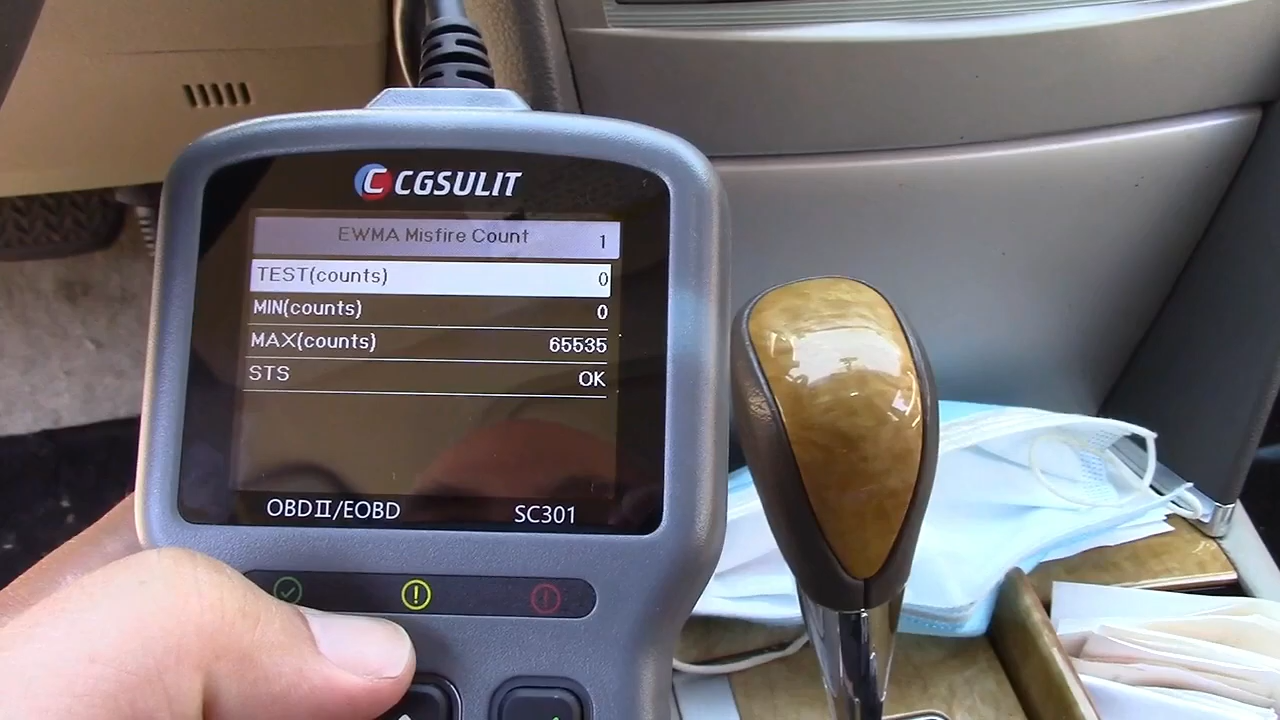 CGSULIT
EWMA Misfire Count 1
TEST(counts) 0
MIN(counts) 0
MAX(counts) 65535
STS OK
OBDⅡ/EOBD SC301